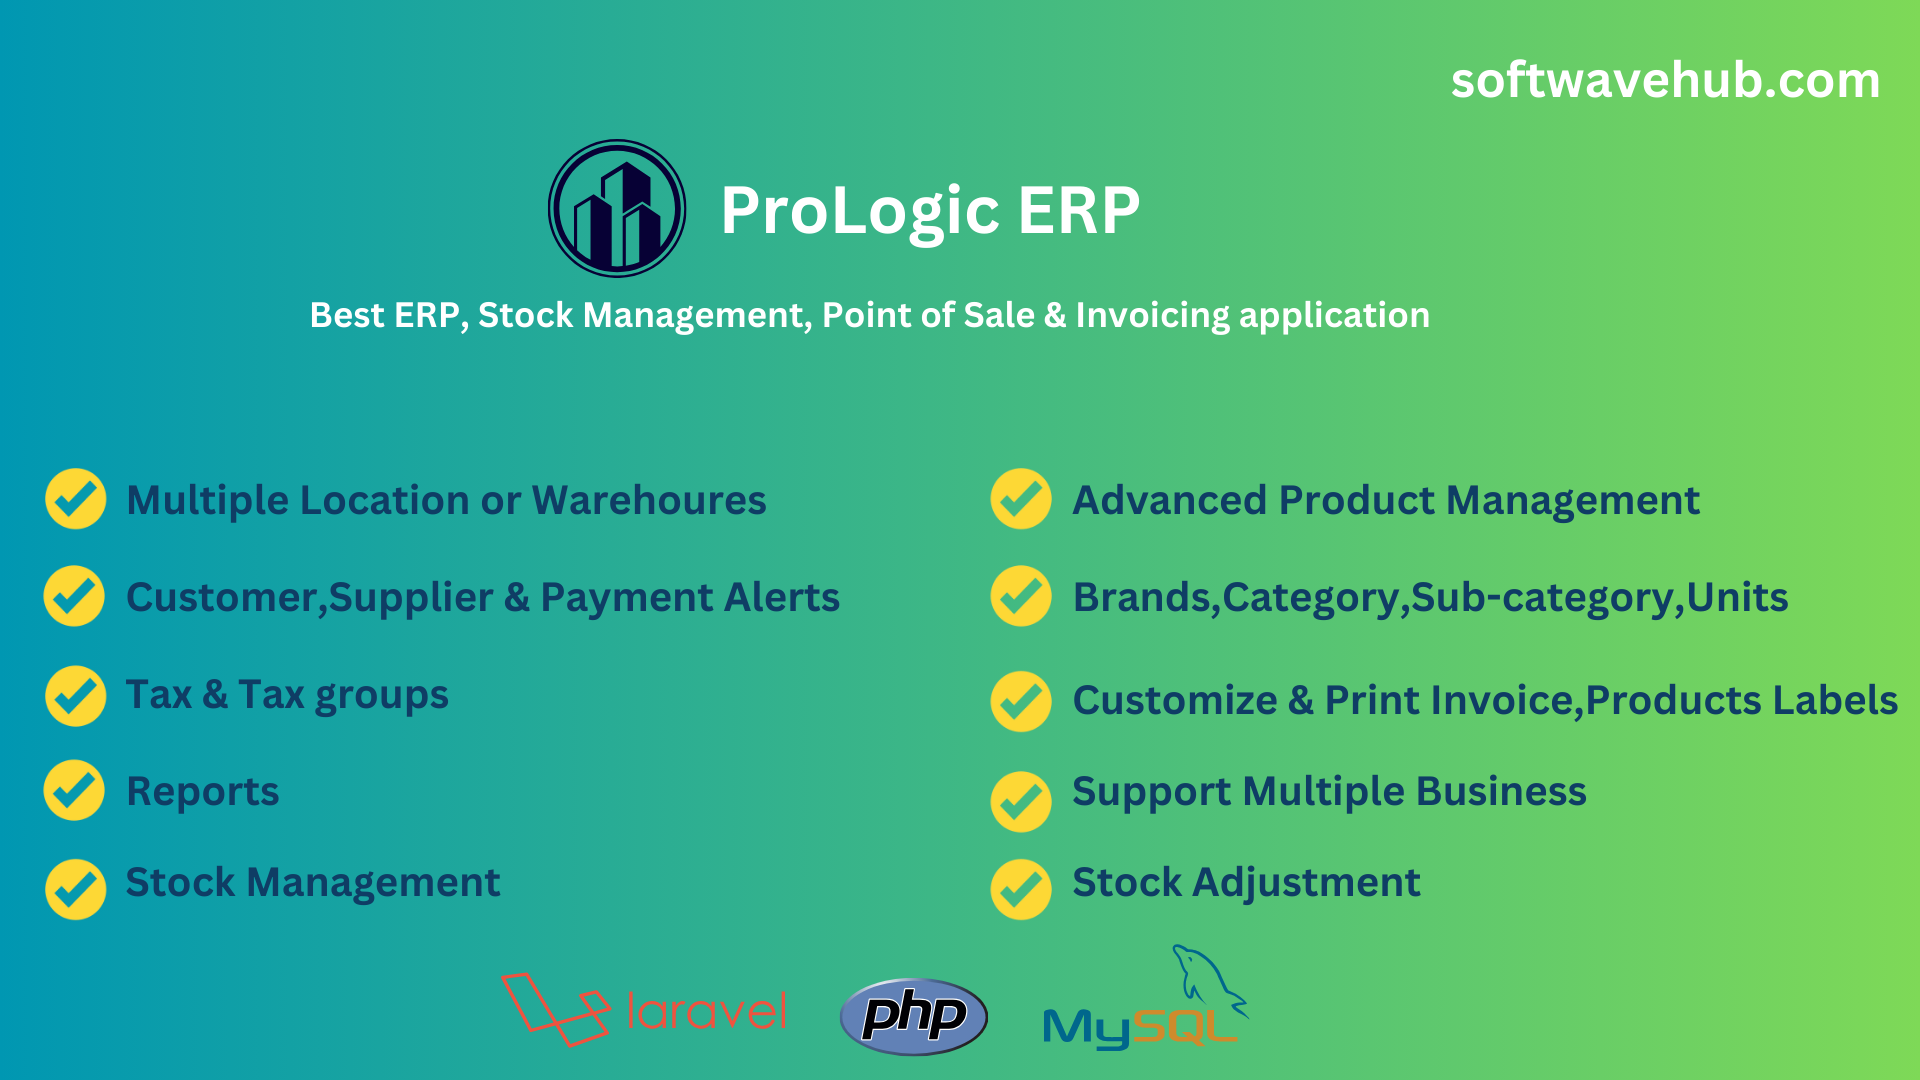 softwavehub.com
ProLogic ERP
Best ERP, Stock Management, Point of Sale & Invoicing application
Multiple Location or Warehoures
Customer,Supplier & Payment Alerts
Tax & Tax groups
Reports
Stock Management
Advanced Product Management
Brands,Category,Sub-category,Units
Customize & Print Invoice,Products Labels
Support Multiple Business
Stock Adjustment
laravel
php
MySQL